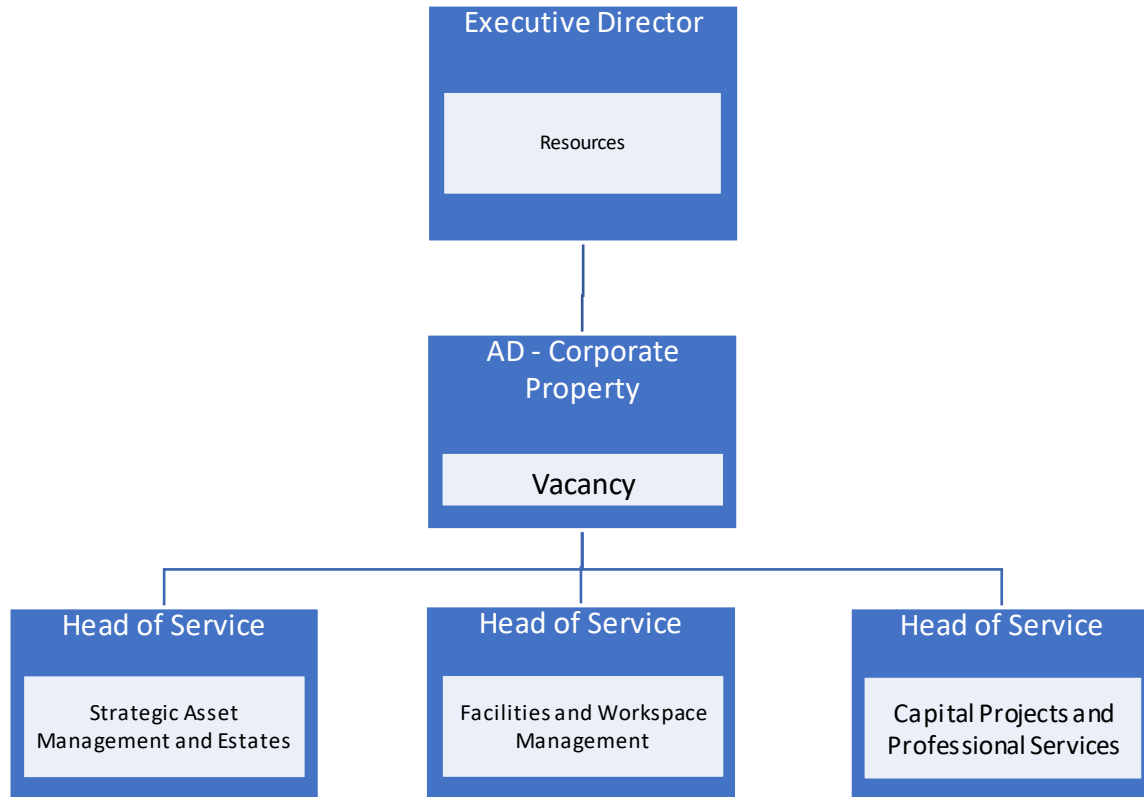 Executive Director
Resources
AD - Corporate
Property
Vacancy
Head of Service
Strategic Asset
Management and Estates
Head of Service
Facilities and Workspace
Management
Head of Service
Capital Projects and
Professional Services